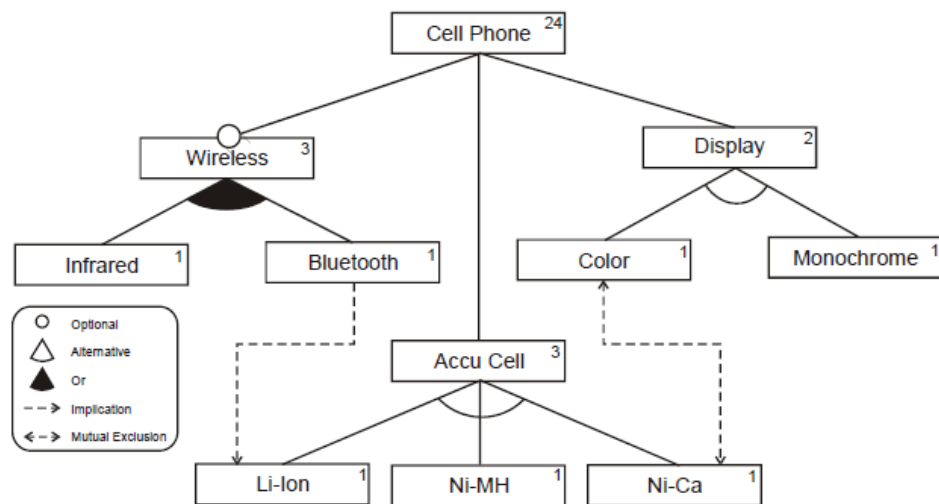 Cell Phone 24
Wireless 3
Display 2
Infrared 1
Bluetooth 1
Color 1
Monochrome 1
Optional
Alternative
Or
Implication
Mutual Exclusion
Accu Cell 3
Li-Ion 1
Ni-MH 1
Ni-Ca 1